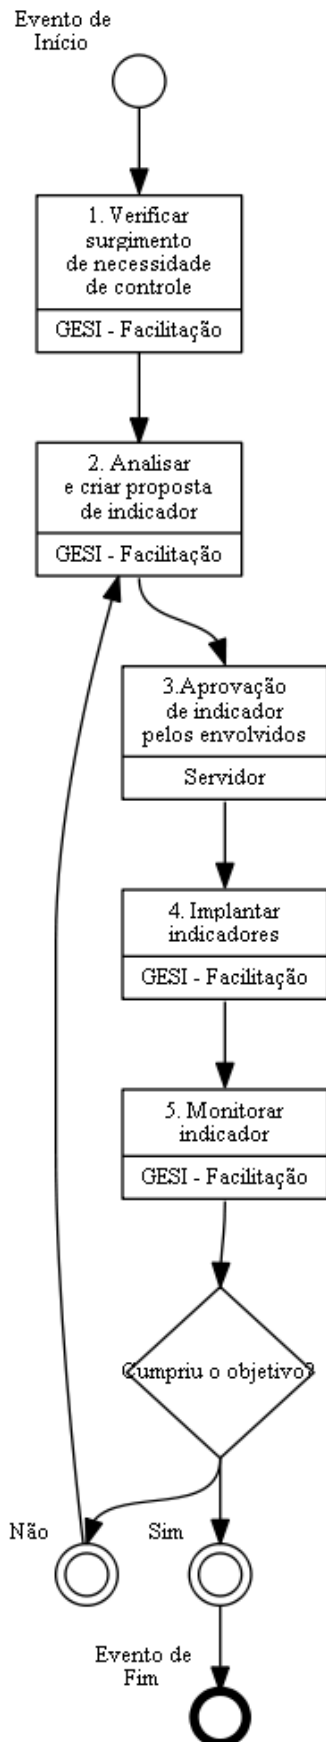 Evento de
Início
1. Verificar
surgimento
de necessidade
de controle
GESI - Facilitação
2. Analisar
e criar proposta
de indicador
GESI - Facilitação
3.Aprovação
de indicador
pelos envolvidos
Servidor
4. Implantar
indicadores
GESI - Facilitação
5. Monitorar
indicador
GESI - Facilitação
Cumpriu o objetivo?
Não
Sim
Evento de
Fim